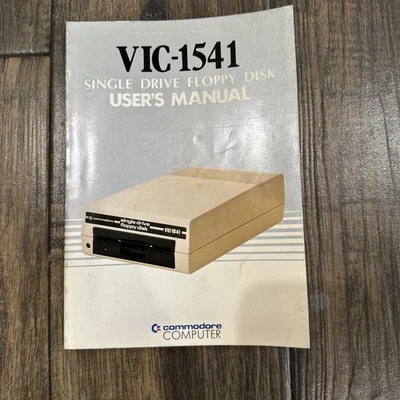 VIC-1541
SINGLE DRIVE FLOPPY DISK
USER'S MANUAL
commodore
single drive
floppy disk
VIC-1541
commodore
COMPUTER